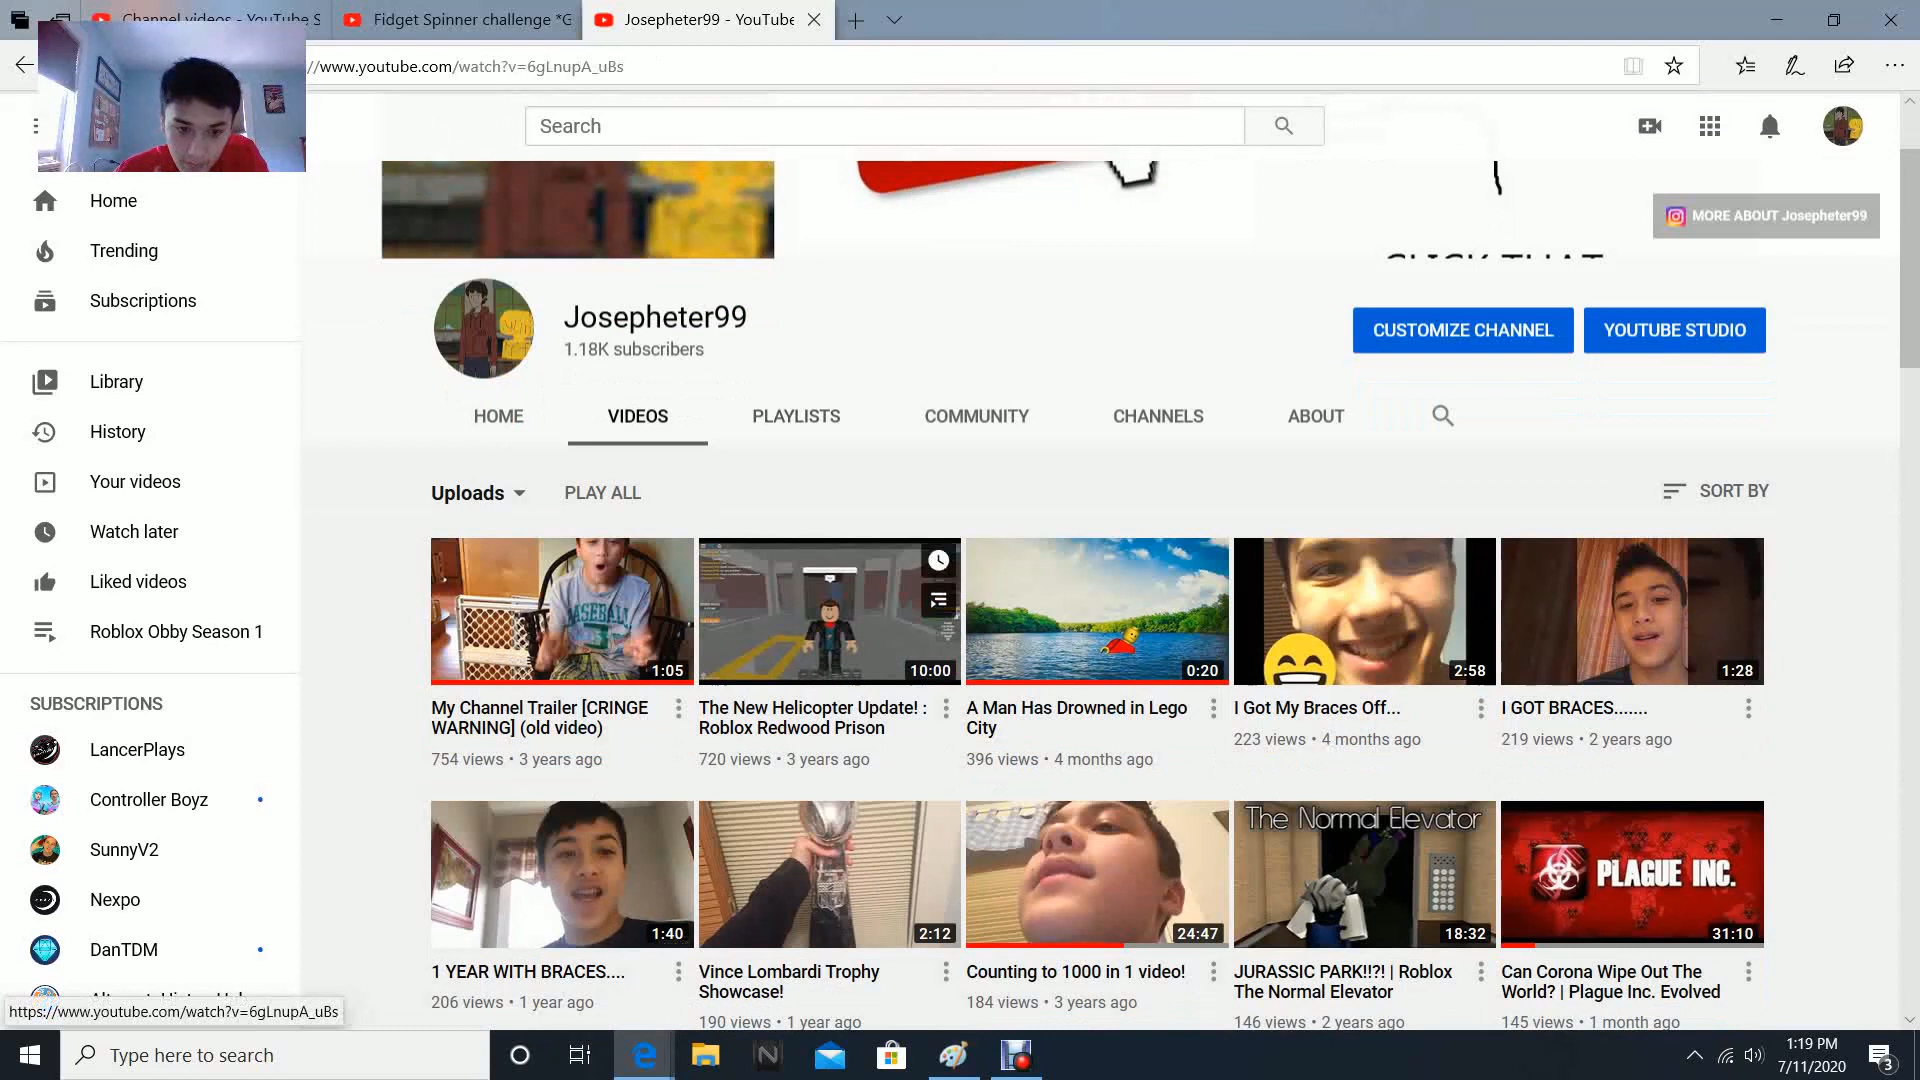 Channel videos - YouTube S
Fidget Spinner challenge *G
Josepheter99 - YouTube
//www.youtube.com/watch?v=6gLnupA_uBs
Search
MORE ABOUT Josepheter99
CLICK THAT
Home
Trending
Subscriptions
Library
History
Your videos
Watch later
Liked videos
Roblox Obby Season 1
SUBSCRIPTIONS
LancerPlays
Controller Boyz
SunnyV2
Nexpo
DanTDM
Josepheter99
1.18K subscribers
CUSTOMIZE CHANNEL
YOUTUBE STUDIO
HOME VIDEOS PLAYLISTS COMMUNITY CHANNELS ABOUT
Uploads PLAY ALL SORT BY
BASEBALL
1:05
My Channel Trailer [CRINGE
WARNING] (old video)
754 views • 3 years ago
10:00
The New Helicopter Update! :
Roblox Redwood Prison
720 views • 3 years ago
0:20
A Man Has Drowned in Lego
City
396 views • 4 months ago
2:58
I Got My Braces Off...
223 views • 4 months ago
1:28
I GOT BRACES.......
219 views • 2 years ago
1:40
1 YEAR WITH BRACES....
206 views • 1 year ago
2:12
Vince Lombardi Trophy
Showcase!
190 views • 1 year ago
24:47
Counting to 1000 in 1 video!
184 views • 3 years ago
The Normal Elevator
18:32
JURASSIC PARK!!?! | Roblox
The Normal Elevator
146 views • 2 years ago
PLAGUE INC.
31:10
Can Corona Wipe Out The
World? | Plague Inc. Evolved
145 views • 1 month ago
https://www.youtube.com/watch?v=6gLnupA_uBs
Type here to search
1:19 PM
7/11/2020
3